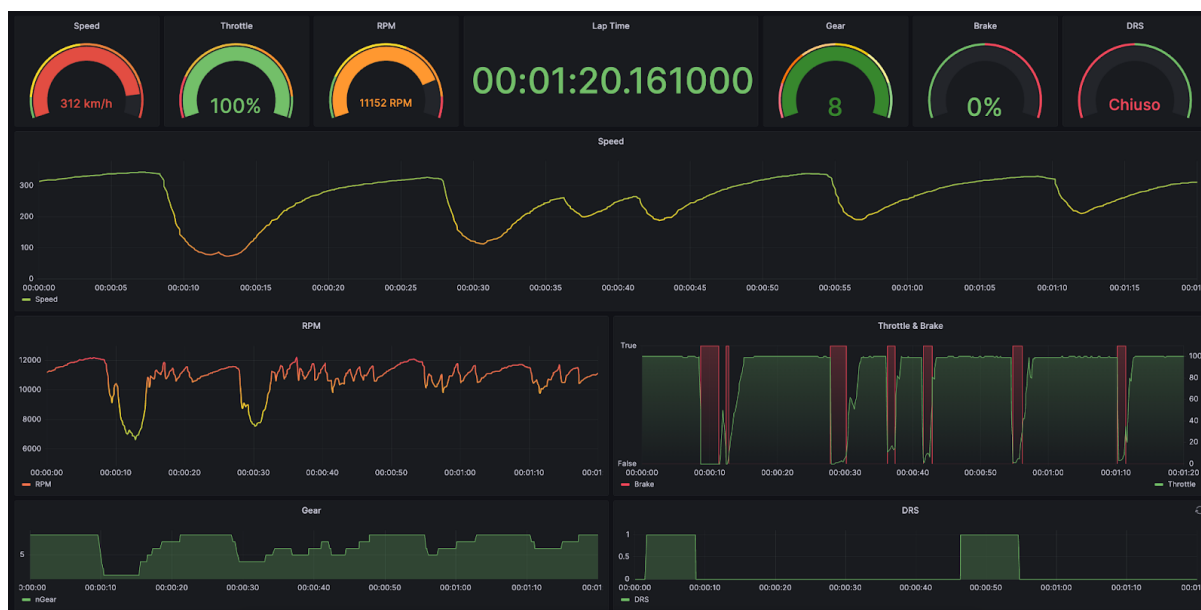 Speed
Throttle
RPM
Lap Time
Gear
Brake
DRS
312 km/h
100%
11152 RPM
00:01:20.161000
8
0%
Chiuso
Speed
300
200
100
0
00:00:00 00:00:05 00:00:10 00:00:15 00:00:20 00:00:25 00:00:30 00:00:35 00:00:40 00:00:45 00:00:50 00:00:55 00:01:00 00:01:05 00:01:10 00:01:15 00:01
Speed
RPM
12000
10000
8000
6000
00:00:00 00:00:10 00:00:20 00:00:30 00:00:40 00:00:50 00:01:00 00:01:10 00:01
RPM
Throttle & Brake
True
False
100
80
60
40
20
0
00:00:00 00:00:10 00:00:20 00:00:30 00:00:40 00:00:50 00:01:00 00:01:10 00:01:20
Brake
Throttle
Gear
5
0:00:00 00:00:10 00:00:20 00:00:30 00:00:40 00:00:50 00:01:00 00:01:10 00:01
nGear
DRS
1
0.5
0
00:00:00 00:00:10 00:00:20 00:00:30 00:00:40 00:00:50 00:01:00 00:01:10 00:01
DRS